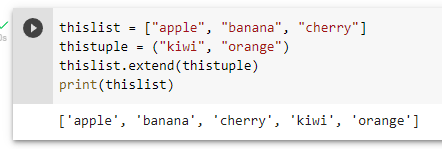 thislist = ["apple", "banana", "cherry"]
thistuple = ("kiwi", "orange")
thislist.extend(thistuple)
print(thislist)
['apple', 'banana', 'cherry', 'kiwi', 'orange']